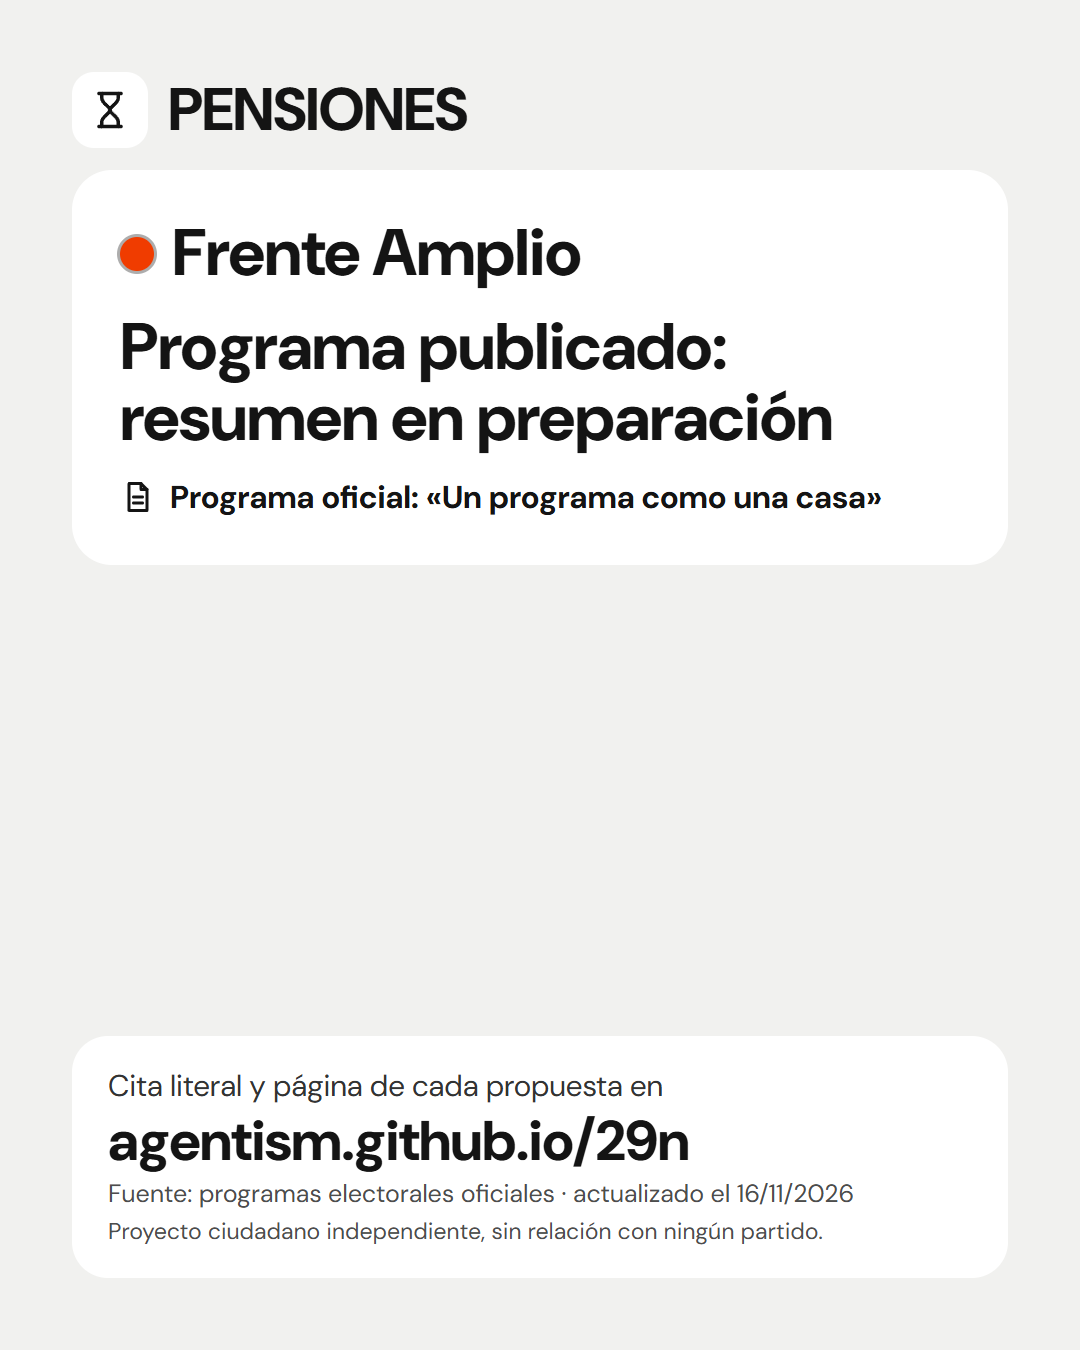 PENSIONES
Frente Amplio
Programa publicado:
resumen en preparación
Programa oficial: «Un programa como una casa»
Cita literal y página de cada propuesta en
agentism.github.io/29n
Fuente: programas electorales oficiales · actualizado el 16/11/2026
Proyecto ciudadano independiente, sin relación con ningún partido.